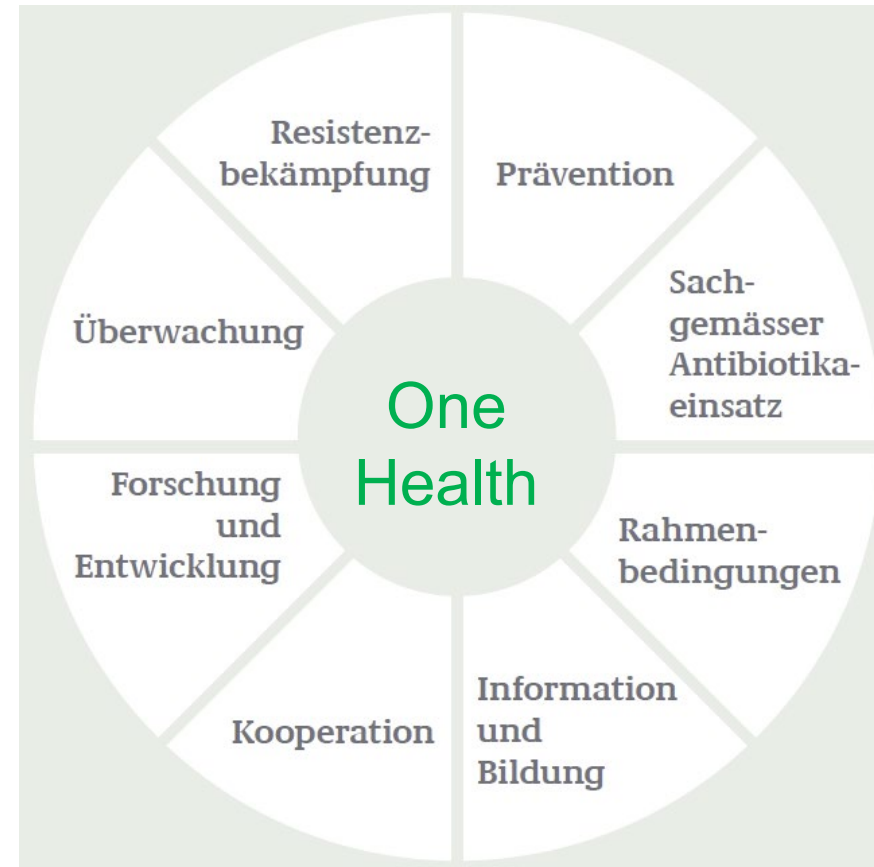 Resistenz-
bekämpfung
Prävention
Sach-
gemässer
Antibiotika-
einsatz
Rahmen-
bedingungen
Information
und
Bildung
Kooperation
Forschung
und
Entwicklung
Überwachung
One
Health